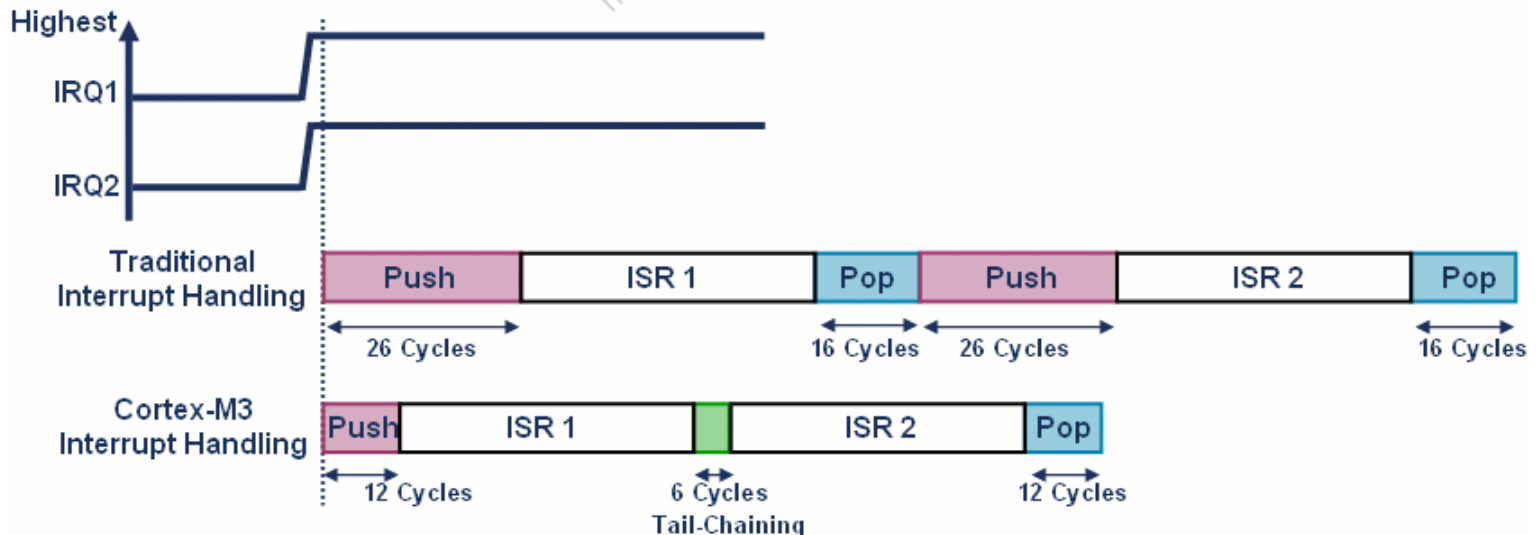 Highest
IRQ1
IRQ2
Traditional
Interrupt Handling
Push
ISR 1
Pop
Push
ISR 2
Pop
26 Cycles
16 Cycles
26 Cycles
16 Cycles
Cortex-M3
Interrupt Handling
Push
ISR 1
ISR 2
Pop
12 Cycles
6 Cycles
12 Cycles
Tail-Chaining